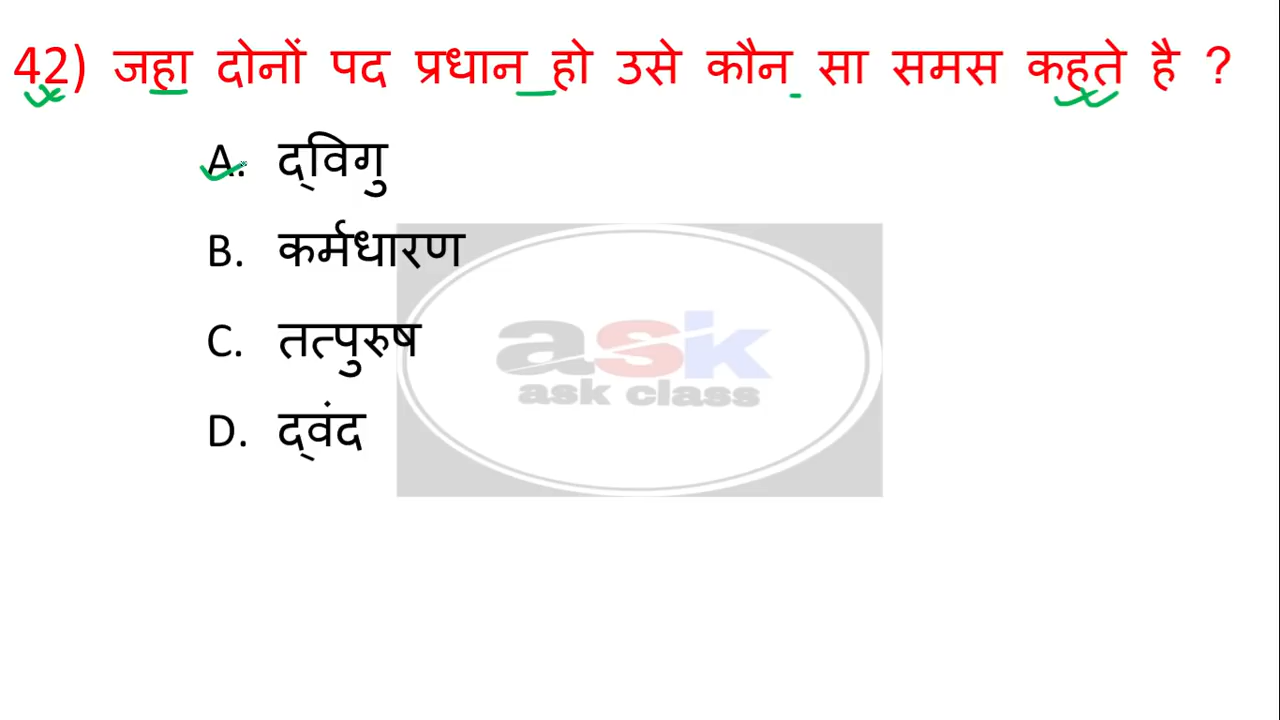 42) जहा दोनों पद प्रधान हो उसे कौन सा समस कहते है ?
A. द्विगु
B. कर्मधारण
C. तत्पुरुष
D. द्वंद
ask
ask class